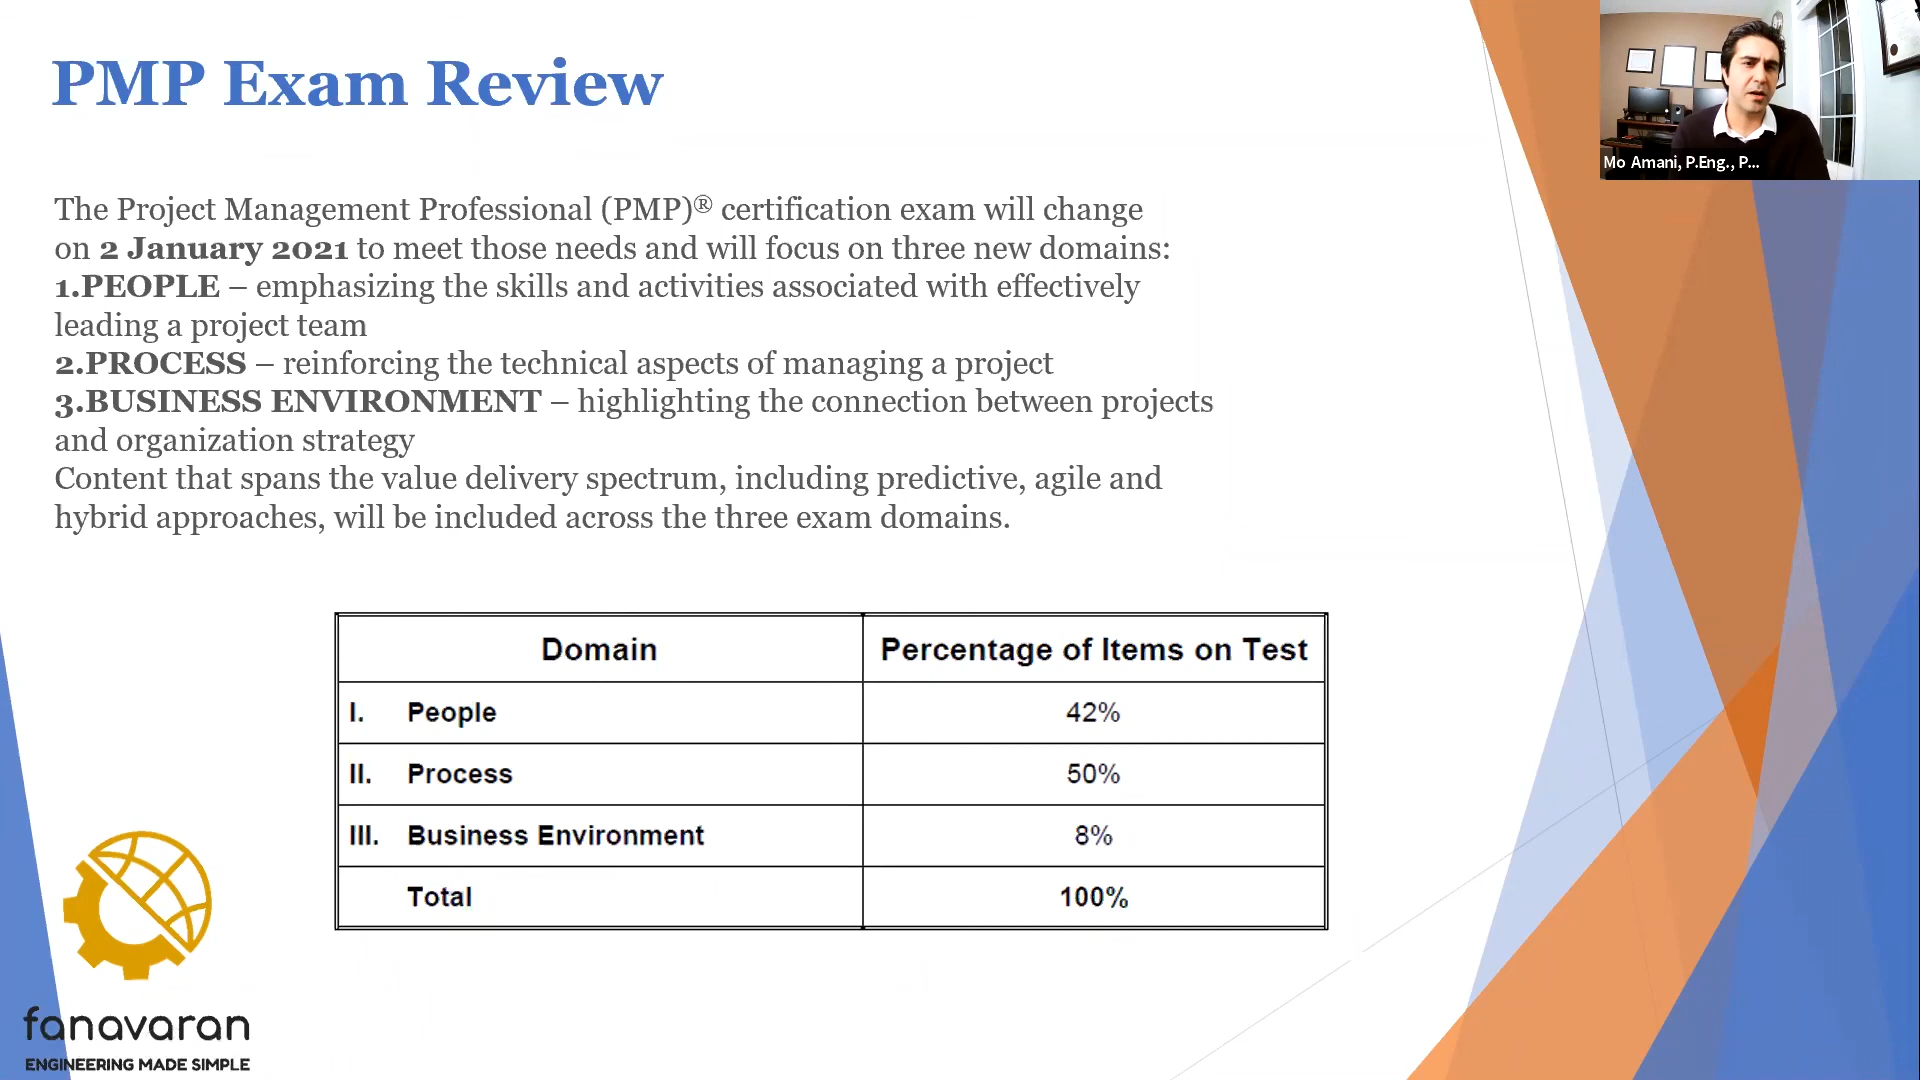 PMP Exam Review
Mo Amani, P.Eng., P...
The Project Management Professional (PMP)® certification exam will change
on 2 January 2021 to meet those needs and will focus on three new domains:
1.PEOPLE – emphasizing the skills and activities associated with effectively
leading a project team
2.PROCESS – reinforcing the technical aspects of managing a project
3.BUSINESS ENVIRONMENT – highlighting the connection between projects
and organization strategy
Content that spans the value delivery spectrum, including predictive, agile and
hybrid approaches, will be included across the three exam domains.
Domain Percentage of Items on Test
I. People 42%
II. Process 50%
III. Business Environment 8%
Total 100%
fanavaran
ENGINEERING MADE SIMPLE